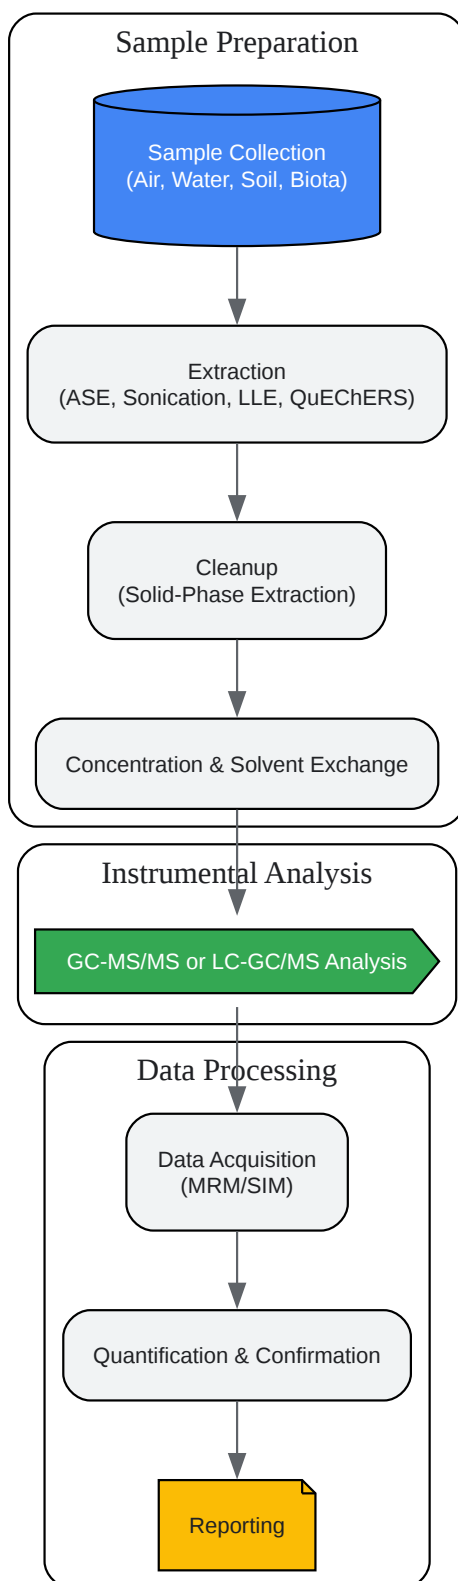 Sample Preparation
Sample Collection
(Air, Water, Soil, Biota)
Extraction
(ASE, Sonication, LLE, QuEChERS)
Cleanup
(Solid-Phase Extraction)
Concentration & Solvent Exchange
Instrumental Analysis
GC-MS/MS or LC-GC/MS Analysis
Data Processing
Data Acquisition
(MRM/SIM)
Quantification & Confirmation
Reporting